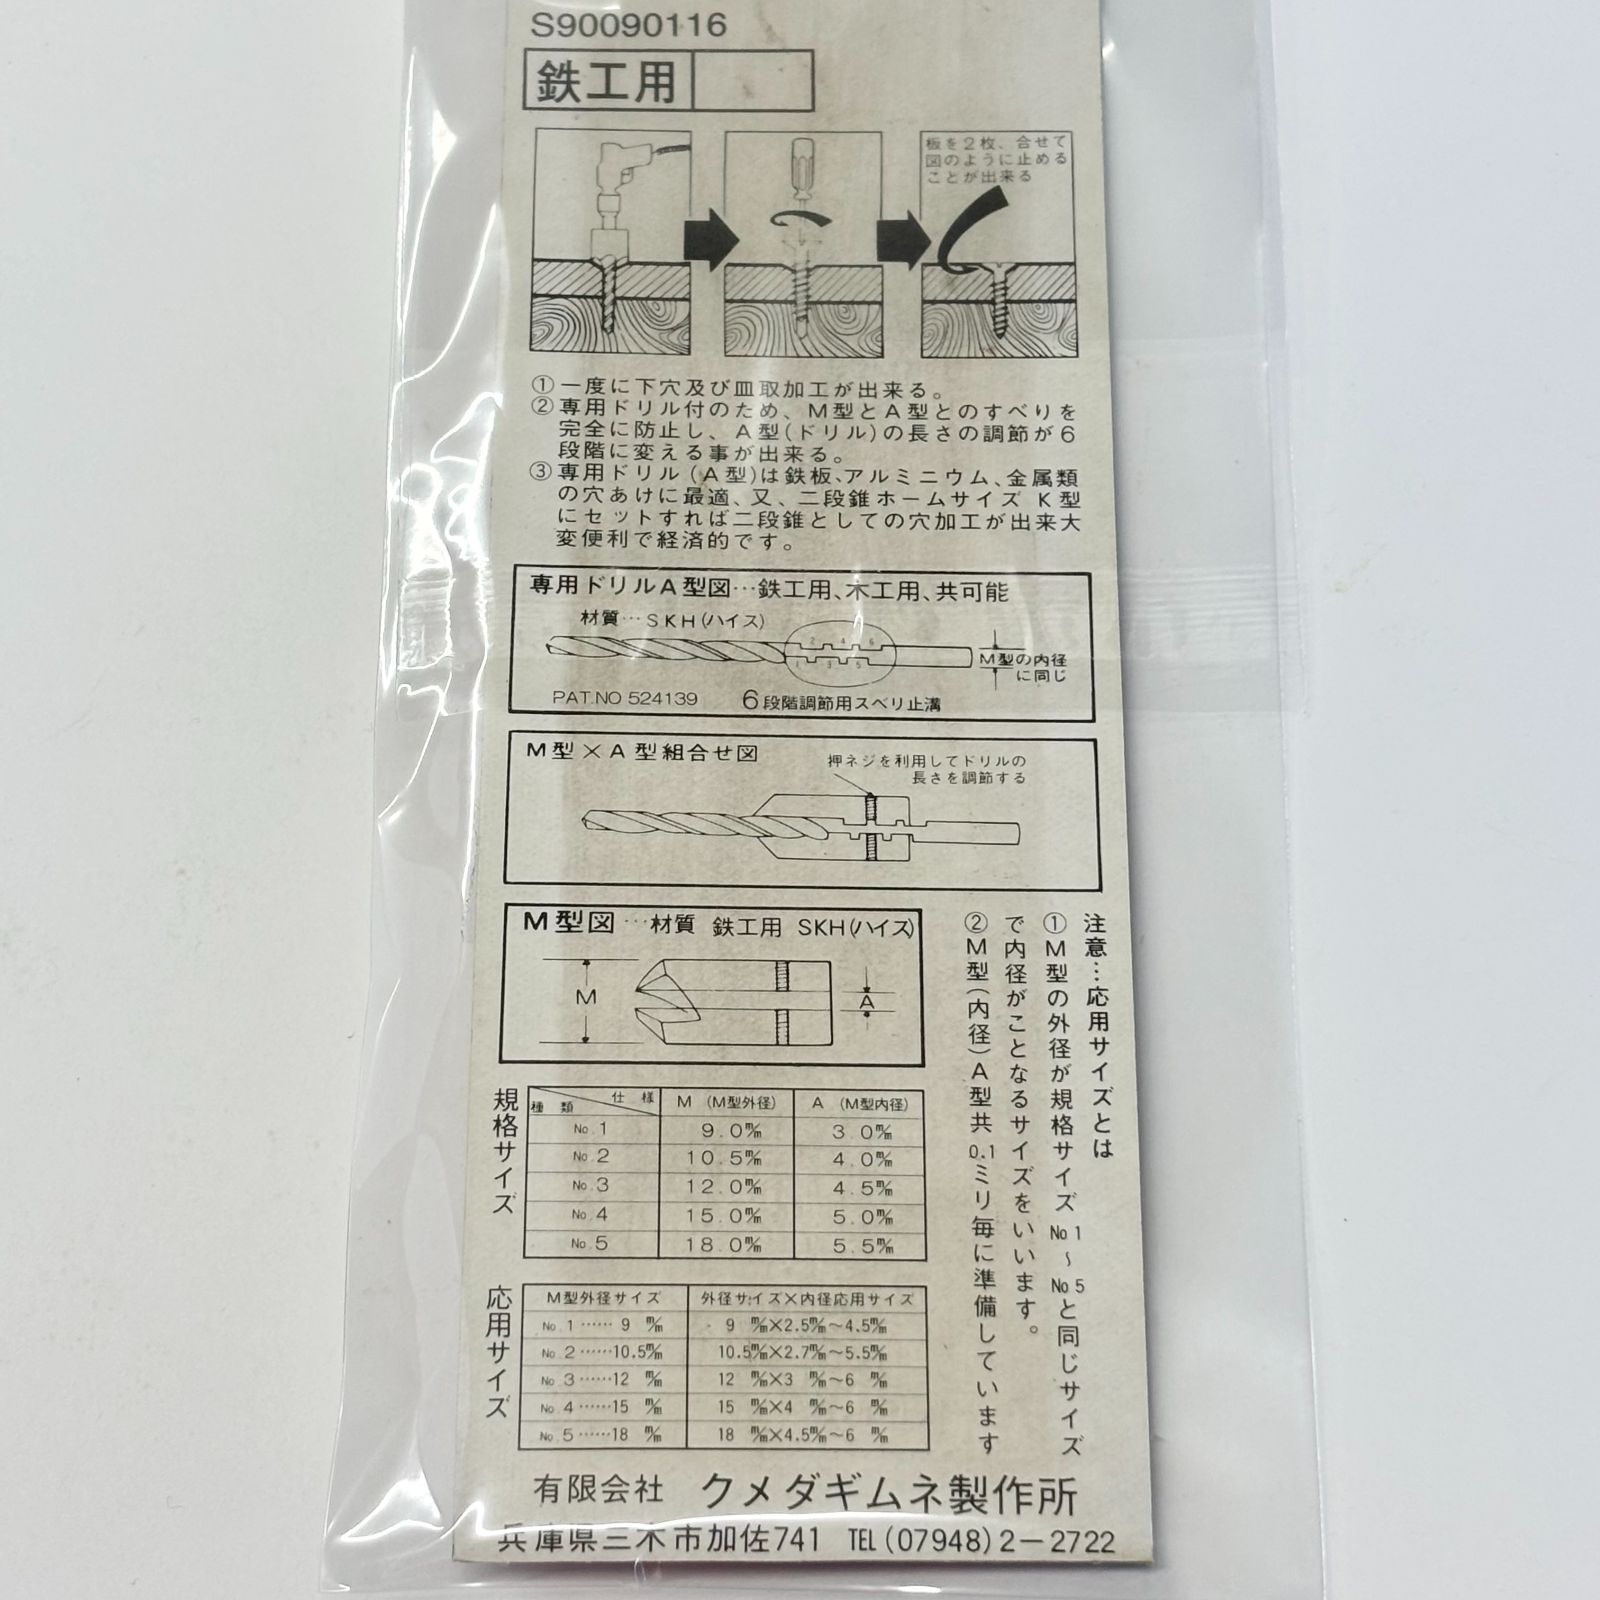 S90090116
鉄工用
板を2枚、合せて
図のように止める
ことが出来る
①一度に下穴及び皿取加工が出来る。
②専用ドリル付のため、M型とA型とのすべりを
完全に防止し、A型(ドリル)の長さの調節が6
段階に変える事が出来る。
③専用ドリル(A型)は鉄板、アルミニウム、金属類
の穴あけに最適、又、二段錐ホームサイズ K型
にセットすれば二段錐としての穴加工が出来大
変便利で経済的です。
専用ドリルA型図…鉄工用、木工用、共可能
材質…SKH(ハイス)
2 4 6
1 3 5
M型の内径
に同じ
PAT.NO 524139 6段階調節用スベリ止溝
M型×A型組合せ図
押ネジを利用してドリルの
長さを調節する
M型図…材質 鉄工用 SKH(ハイス)
M
A
注意…応用サイズとは
①M型の外径が規格サイズNo1〜No5と同じサイズ
で内径がことなるサイズをいいます。
②M型(内径)A型共0.1ミリ毎に準備しています
規格サイズ
種類 仕様 M (M型外径) A (M型内径)
No.1 9.0m/m 3.0m/m
No.2 10.5m/m 4.0m/m
No.3 12.0m/m 4.5m/m
No.4 15.0m/m 5.0m/m
No.5 18.0m/m 5.5m/m
応用サイズ
M型外径サイズ 外径サイズ×内径応用サイズ
No.1……9 m/m 9 m/m×2.5m/m〜4.5m/m
No.2……10.5m/m 10.5m/m×2.7m/m〜5.5m/m
No.3……12 m/m 12 m/m×3 m/m〜6 m/m
No.4……15 m/m 15 m/m×4 m/m〜6 m/m
No.5……18 m/m 18 m/m×4.5m/m〜6 m/m
有限会社 クメダギムネ製作所
兵庫県三木市加佐741 TEL(07948)2-2722